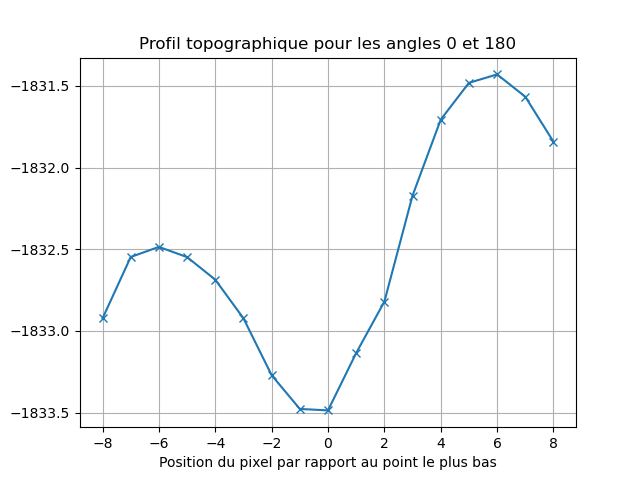 Profil topographique pour les angles 0 et 180
−1831.5
−1832.0
−1832.5
−1833.0
−1833.5
−8 −6 −4 −2 0 2 4 6 8
Position du pixel par rapport au point le plus bas